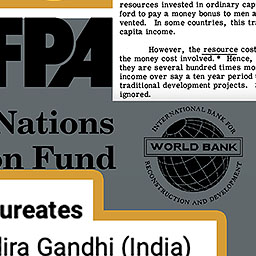 resources invested in ordinary cap
ford to pay a money bonus to men a
vented. In some countries, this tra
capita income.
However, the resource cost
the money cost involved.* Hence,
they are several hundred times mo
income over say a ten year period
traditional development projects.
ignored.
FPA
Nations
on Fund
INTERNATIONAL BANK FOR
WORLD BANK
RECONSTRUCTION AND DEVELOPMENT
ureates
dira Gandhi (India)